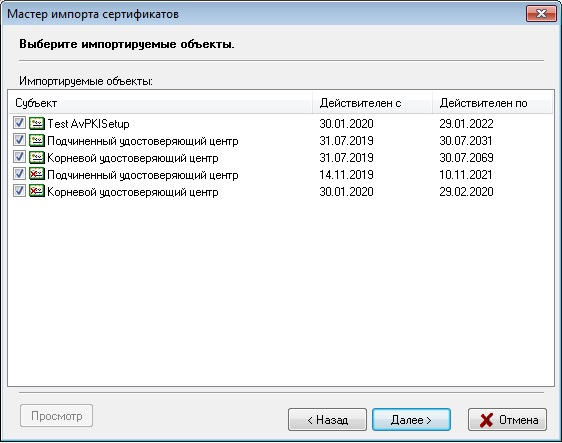 Мастер импорта сертификатов
Выберите импортируемые объекты.
Импортируемые объекты:
Субъект Действителен с Действителен по
Test AvPKISetup 30.01.2020 29.01.2022
Подчиненный удостоверяющий центр 31.07.2019 30.07.2031
Корневой удостоверяющий центр 31.07.2019 30.07.2069
Подчиненный удостоверяющий центр 14.11.2019 10.11.2021
Корневой удостоверяющий центр 30.01.2020 29.02.2020
Просмотр < Назад Далее > Отмена